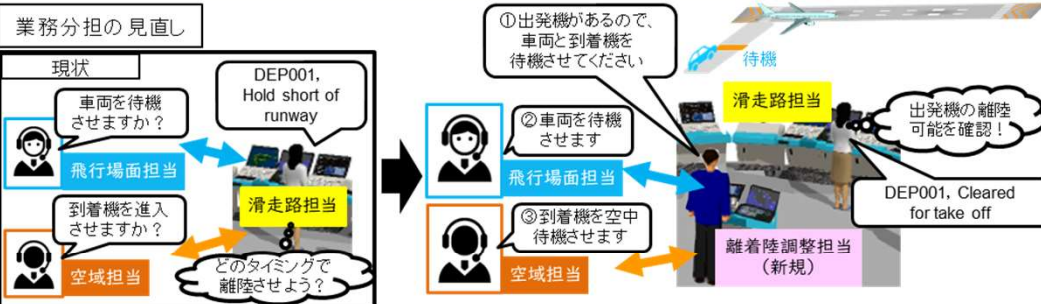 業務分担の見直し
現状
車両を待機
させますか？
飛行場面担当
DEP001,
Hold short of
runway
滑走路担当
到着機を進入
させますか？
空域担当
どのタイミングで
離陸させよう？
①出発機があるので、
車両と到着機を
待機させてください
②車両を待機
させます
飛行場面担当
③到着機を空中
待機させます
空域担当
待機
滑走路担当
出発機の離陸
可能を確認！
DEP001, Cleared
for take off
離着陸調整担当
（新規）